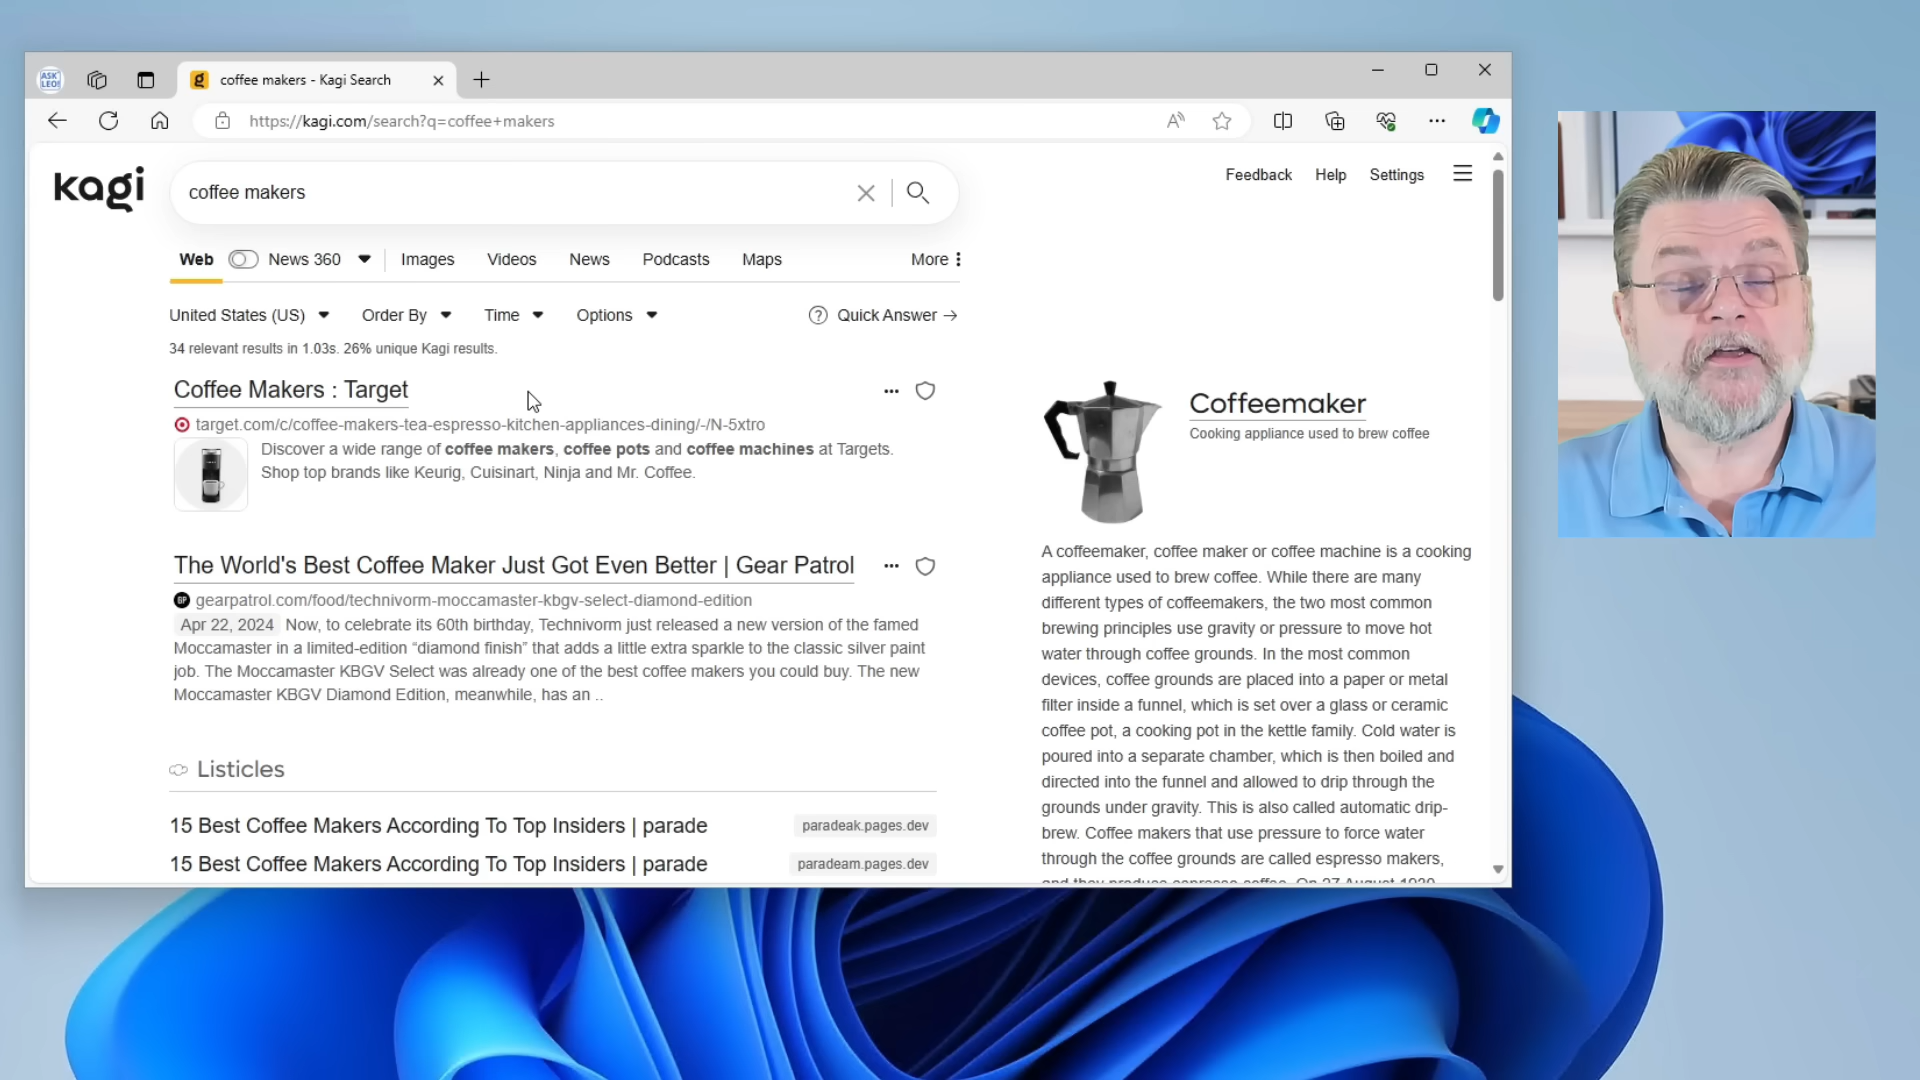 ASK LEO!
coffee makers - Kagi Search
https://kagi.com/search?q=coffee+makers
kagi
coffee makers
Feedback
Help
Settings
Web
News 360
Images
Videos
News
Podcasts
Maps
More
United States (US)
Order By
Time
Options
Quick Answer →
34 relevant results in 1.03s. 26% unique Kagi results.
Coffee Makers : Target
target.com/c/coffee-makers-tea-espresso-kitchen-appliances-dining/-/N-5xtro
Discover a wide range of coffee makers, coffee pots and coffee machines at Targets.
Shop top brands like Keurig, Cuisinart, Ninja and Mr. Coffee.
The World's Best Coffee Maker Just Got Even Better | Gear Patrol
GP gearpatrol.com/food/technivorm-moccamaster-kbgv-select-diamond-edition
Apr 22, 2024 Now, to celebrate its 60th birthday, Technivorm just released a new version of the famed
Moccamaster in a limited-edition “diamond finish” that adds a little extra sparkle to the classic silver paint
job. The Moccamaster KBGV Select was already one of the best coffee makers you could buy. The new
Moccamaster KBGV Diamond Edition, meanwhile, has an ..
Listicles
15 Best Coffee Makers According To Top Insiders | parade
paradeak.pages.dev
15 Best Coffee Makers According To Top Insiders | parade
paradeam.pages.dev
Coffeemaker
Cooking appliance used to brew coffee
A coffeemaker, coffee maker or coffee machine is a cooking
appliance used to brew coffee. While there are many
different types of coffeemakers, the two most common
brewing principles use gravity or pressure to move hot
water through coffee grounds. In the most common
devices, coffee grounds are placed into a paper or metal
filter inside a funnel, which is set over a glass or ceramic
coffee pot, a cooking pot in the kettle family. Cold water is
poured into a separate chamber, which is then boiled and
directed into the funnel and allowed to drip through the
grounds under gravity. This is also called automatic drip-
brew. Coffee makers that use pressure to force water
through the coffee grounds are called espresso makers,
and they produce espresso coffee. On 27 August 1930